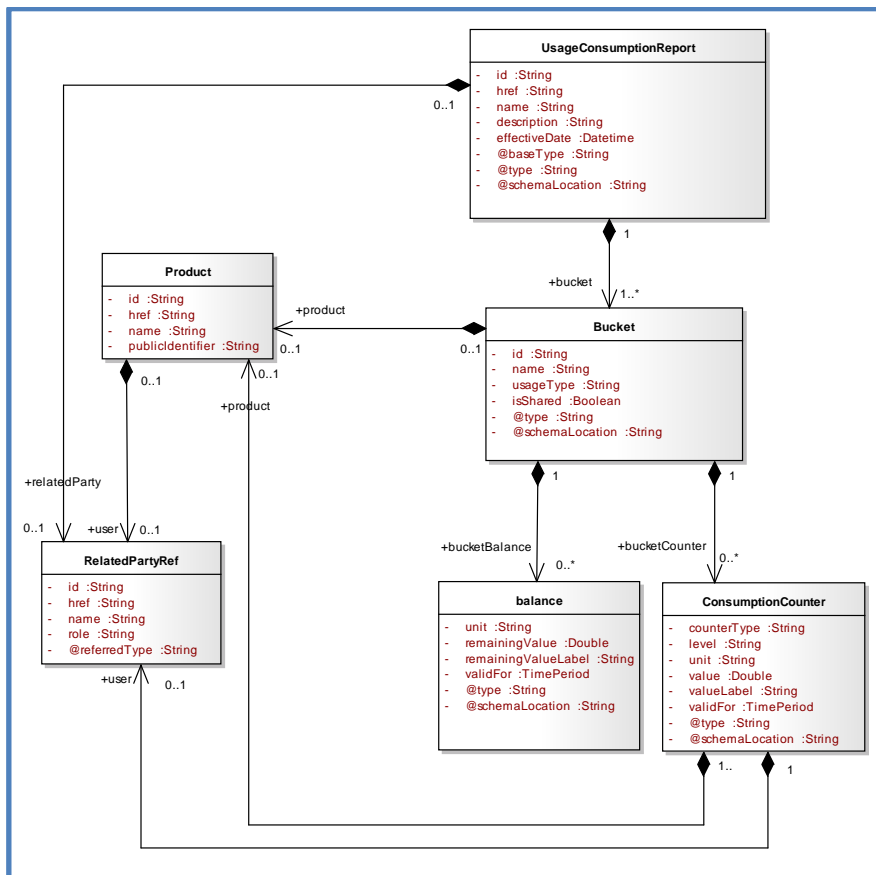 UsageConsumptionReport
- id :String
- href :String
- name :String
- description :String
- effectiveDate :Datetime
- @baseType :String
- @type :String
- @schemaLocation :String
0..1
1
+bucket
1..*
Product
- id :String
- href :String
- name :String
- publicIdentifier :String
+product
0..1
0..1
Bucket
- id :String
- name :String
- usageType :String
- isShared :Boolean
- @type :String
- @schemaLocation :String
0..1
0..1
+product
1
1
+relatedParty
0..1
+user
0..1
RelatedPartyRef
- id :String
- href :String
- name :String
- role :String
- @referredType :String
+bucketBalance
0..*
+bucketCounter
0..*
balance
- unit :String
- remainingValue :Double
- remainingValueLabel :String
- validFor :TimePeriod
- @type :String
- @schemaLocation :String
ConsumptionCounter
- counterType :String
- level :String
- unit :String
- value :Double
- valueLabel :String
- validFor :TimePeriod
- @type :String
- @schemaLocation :String
+user
0..1
1..
1